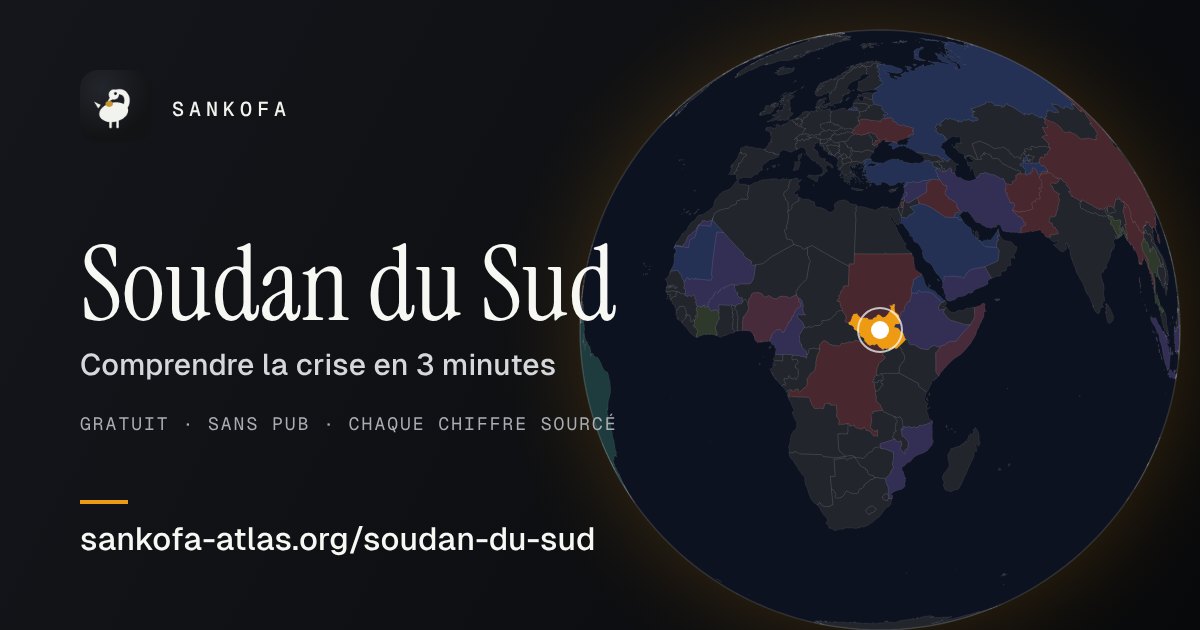 SANKOFA
Soudan du Sud
Comprendre la crise en 3 minutes
GRATUIT · SANS PUB · CHAQUE CHIFFRE SOURCÉ
sankofa-atlas.org/soudan-du-sud